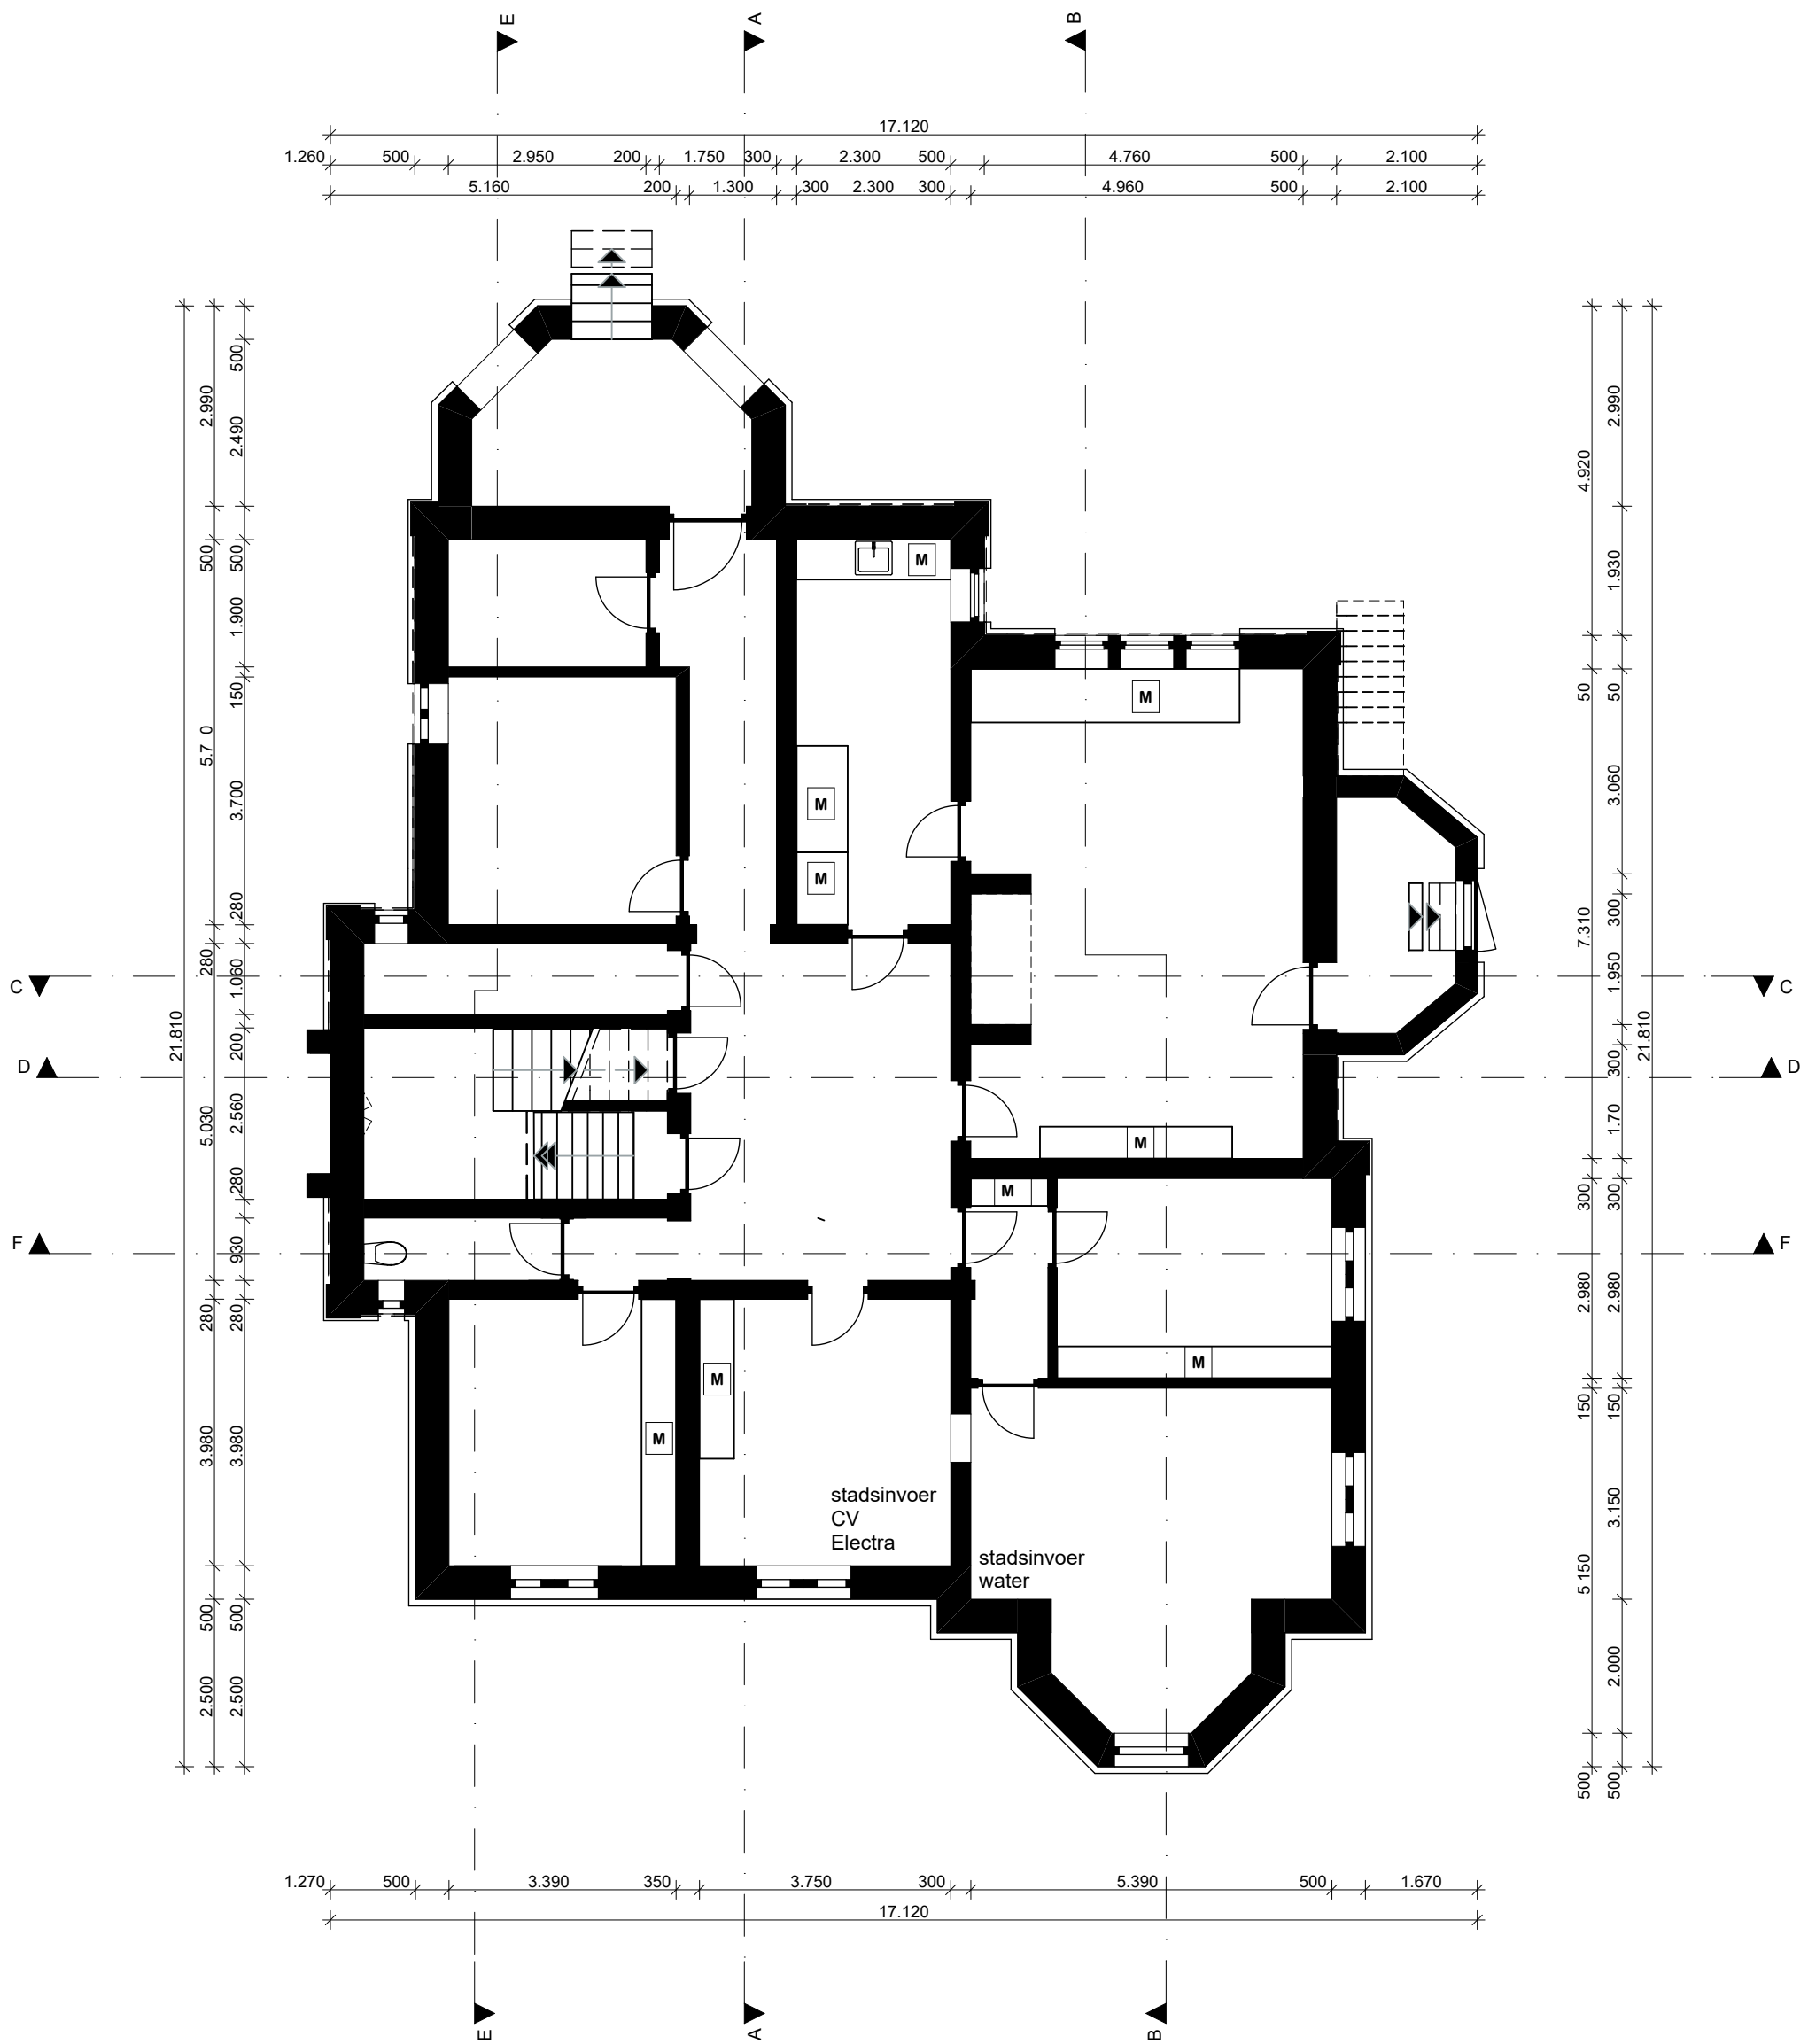 E A B
17.120
1.260 500 2.950 200 1.750 300 2.300 500 4.760 500 2.100
5.160 200 1.300 300 2.300 300 4.960 500 2.100
21.810
2.990 500 5.7 0 280 5.030 280 3.980 500 2.500
500 2.490 500 1.900 150 3.700 280 1.060 200 2.560 280 930 280 3.980 500 2.500
4.920 50 7.310 300 2.980 150 5 150 500
2.990 1.930 50 3.060 300 1.950 300 1.70 300 2.980 150 3.150 2.000 500
21.810
M
M
M
M
C C
D D
M
M
F F
M
M
M
stadsinvoer
CV
Electra
stadsinvoer
water
1.270 500 3.390 350 3.750 300 5.390 500 1.670
17.120
E A B